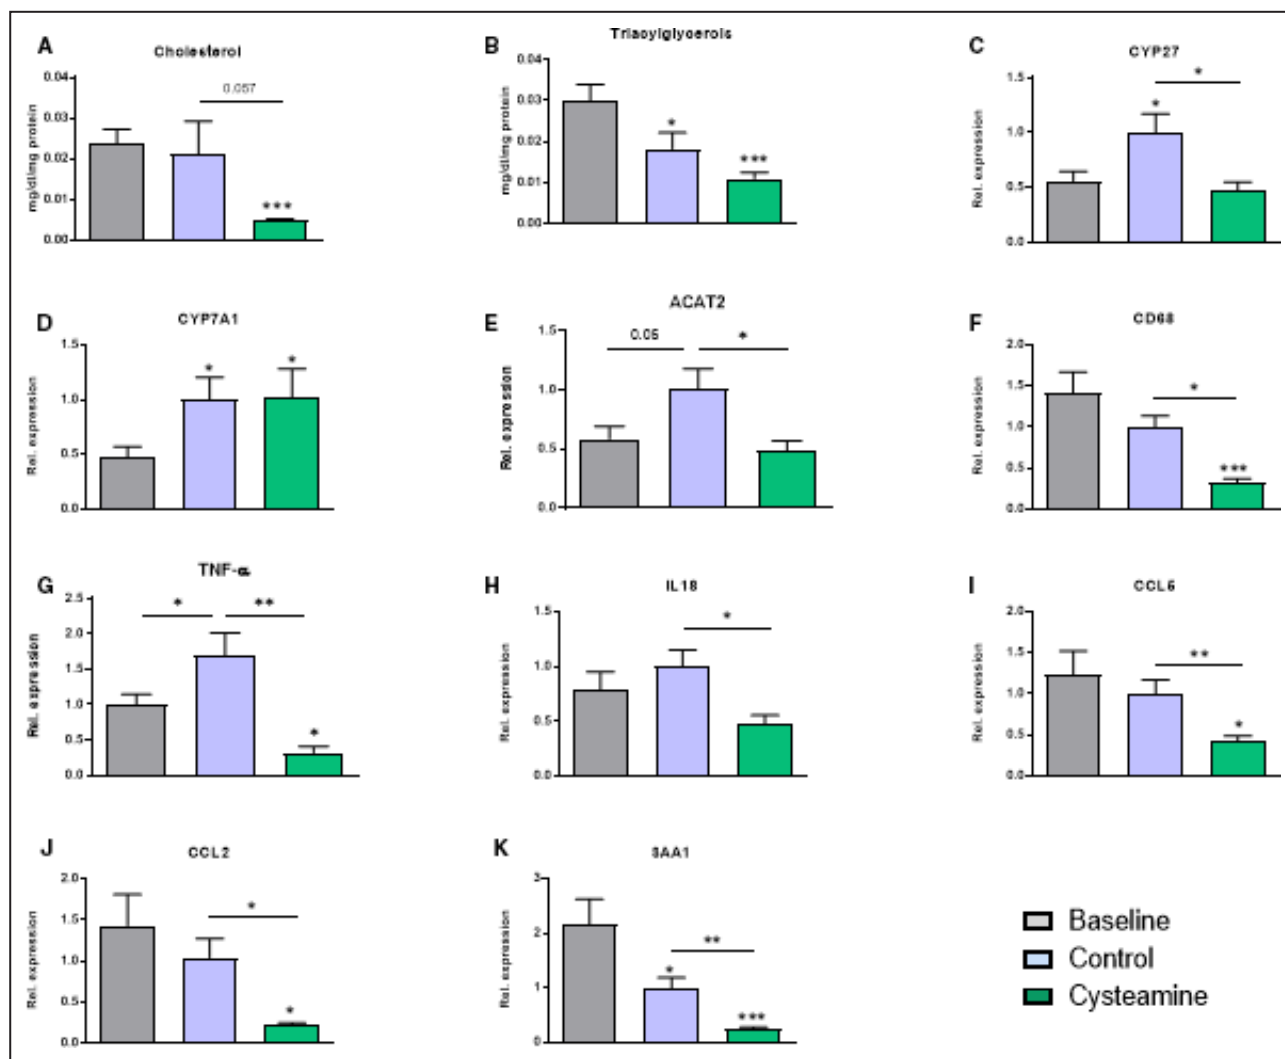 A
Cholesterol
mg/dl/mg protein
0.04
0.03
0.02
0.01
0.00
0.057
***
B
Triacylglycerols
mg/dl/mg protein
0.04
0.03
0.02
0.01
0.00
*
***
C
CYP27
Rel. expression
1.5
1.0
0.5
0.0
*
*
D
CYP7A1
Rel. expression
1.5
1.0
0.5
0.0
*
*
E
ACAT2
Rel. expression
1.5
1.0
0.5
0.0
0.05
*
F
CD68
Rel. expression
2.0
1.5
1.0
0.5
0.0
*
***
G
TNF-α
Rel. expression
2.5
2.0
1.5
1.0
0.5
0.0
*
**
*
H
IL18
Rel. expression
1.5
1.0
0.5
0.0
*
I
Rel. expression
2.0
1.5
1.0
0.5
0.0
**
*
J
CCL2
Rel. expression
2.0
1.5
1.0
0.5
0.0
*
*
K
SAA1
Rel. expression
3
2
1
0
**
*
***
Baseline
Control
Cysteamine